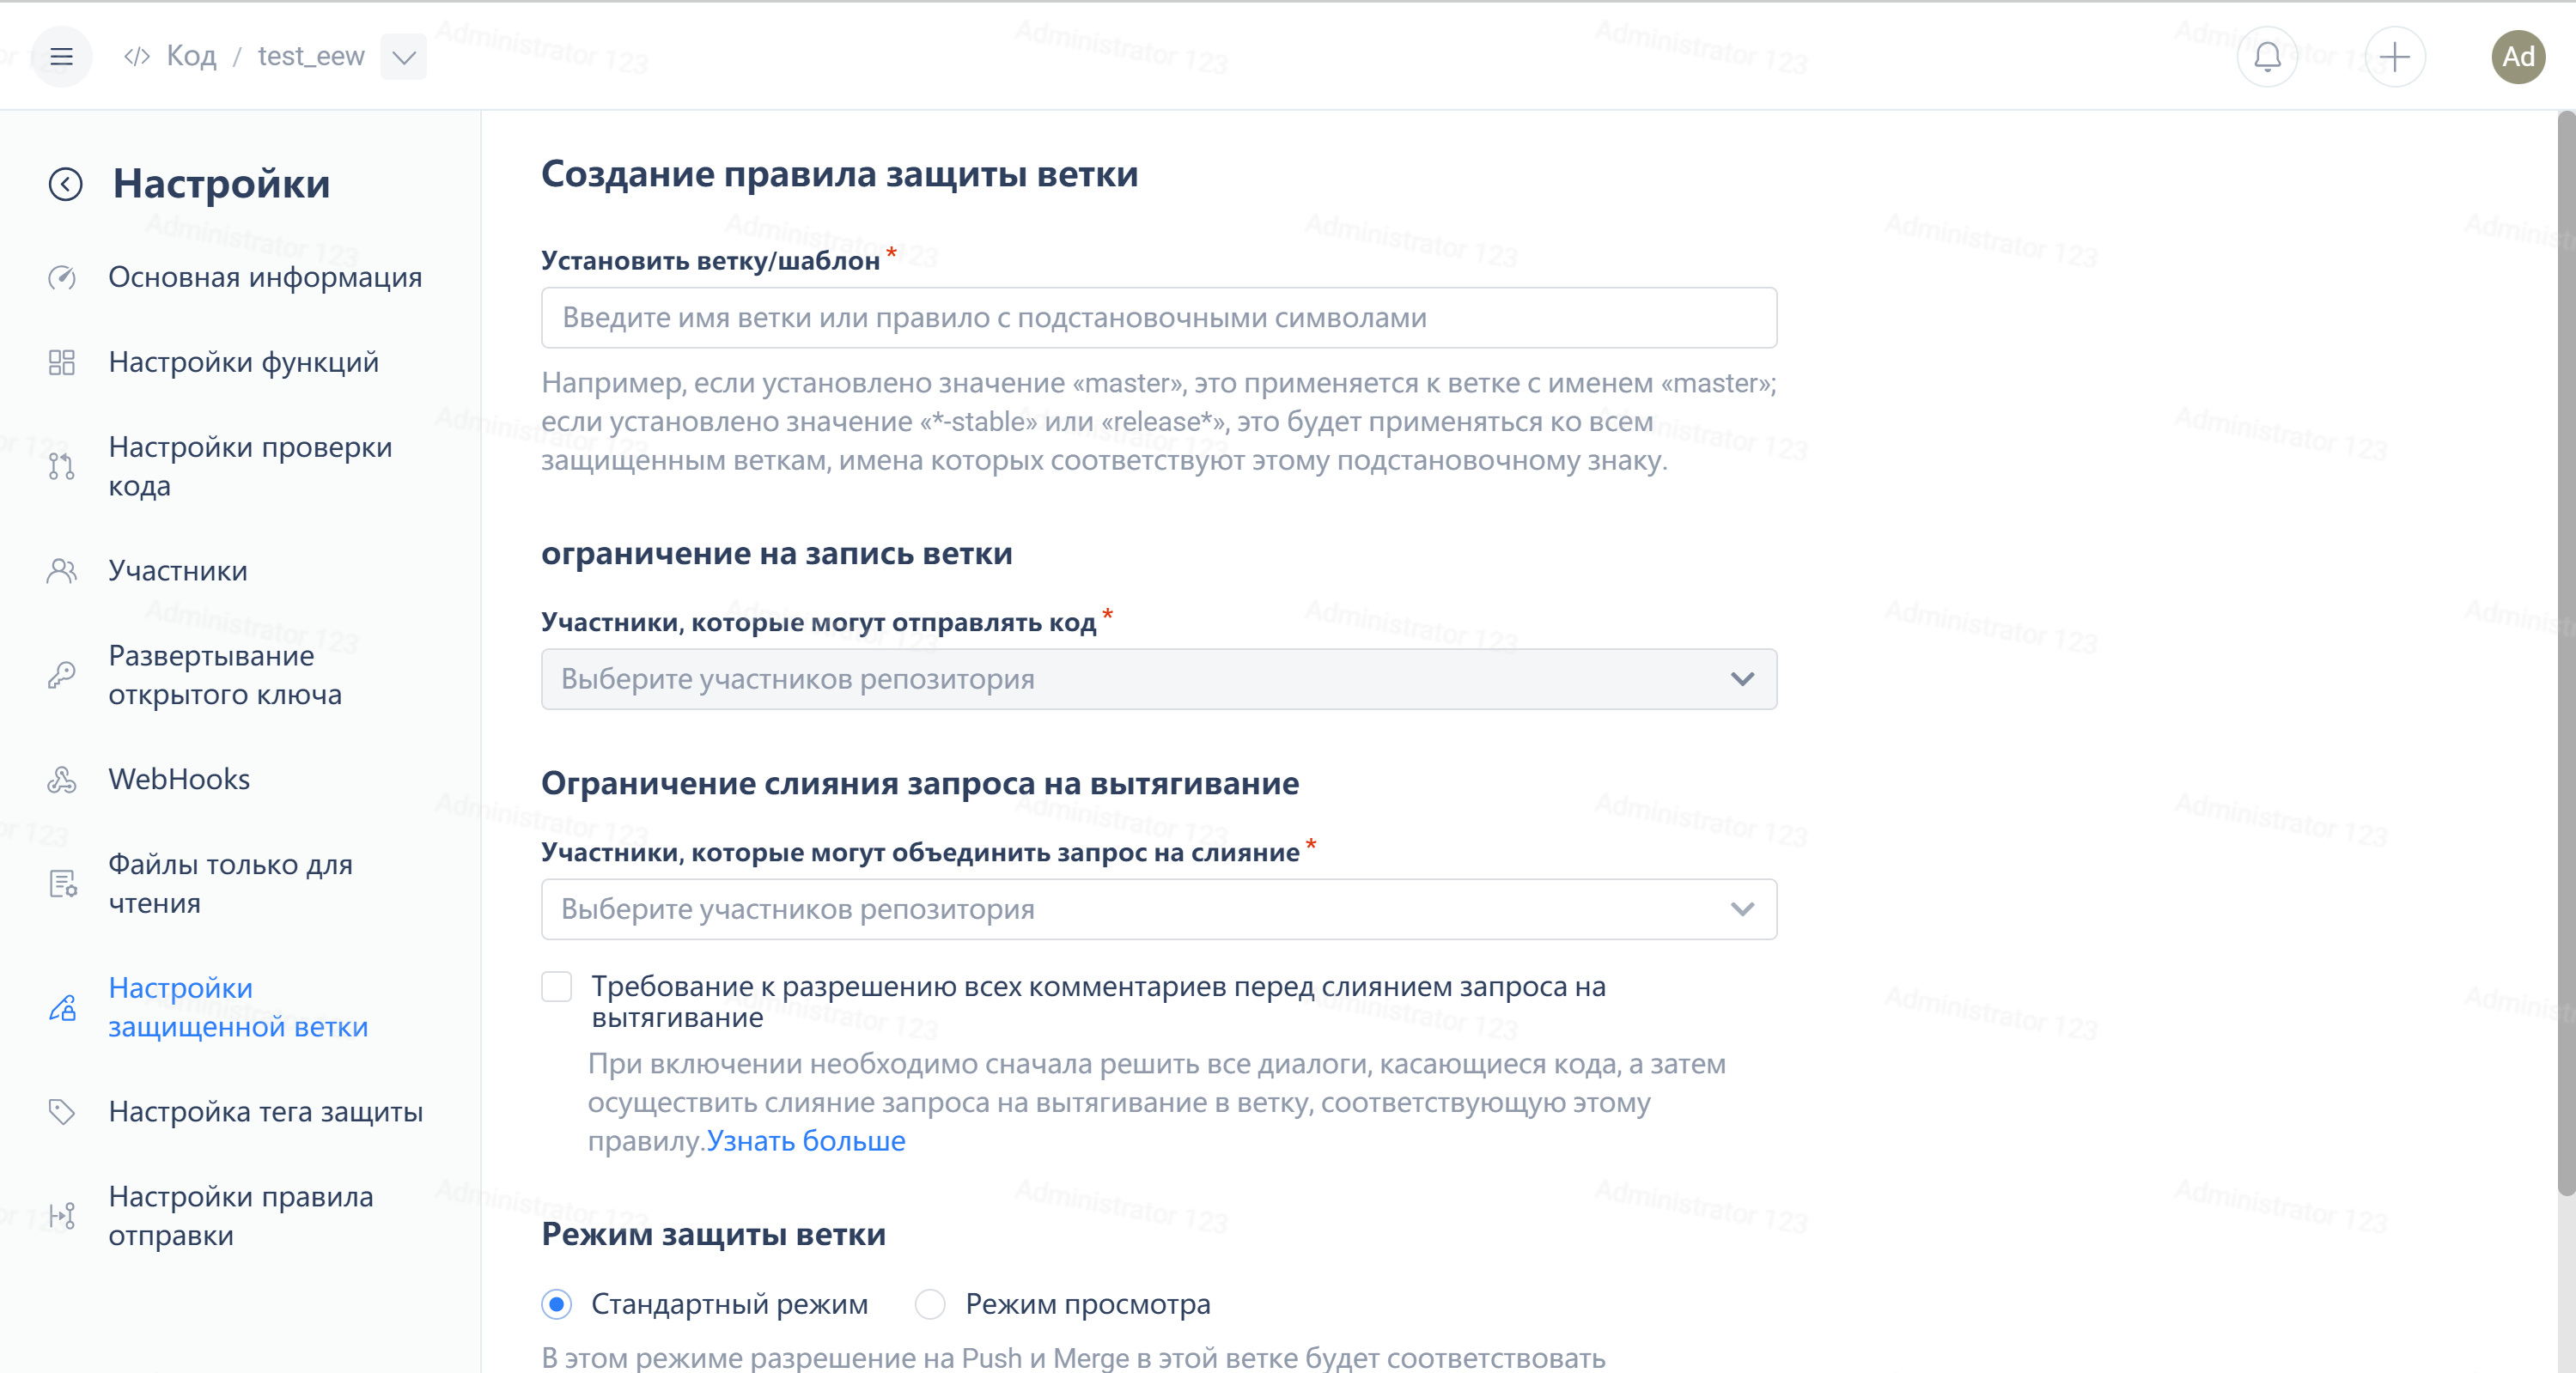 Код / test_eew
Ad
Настройки
Основная информация
Настройки функций
Настройки проверки
кода
Участники
Развертывание
открытого ключа
WebHooks
Файлы только для
чтения
Настройки
защищенной ветки
Настройка тега защиты
Настройки правила
отправки
Создание правила защиты ветки
Установить ветку/шаблон *
Введите имя ветки или правило с подстановочными символами
Например, если установлено значение «master», это применяется к ветке с именем «master»;
если установлено значение «*-stable» или «release*», это будет применяться ко всем
защищенным веткам, имена которых соответствуют этому подстановочному знаку.
ограничение на запись ветки
Участники, которые могут отправлять код *
Выберите участников репозитория
Ограничение слияния запроса на вытягивание
Участники, которые могут объединить запрос на слияние *
Выберите участников репозитория
Требование к разрешению всех комментариев перед слиянием запроса на
вытягивание
При включении необходимо сначала решить все диалоги, касающиеся кода, а затем
осуществить слияние запроса на вытягивание в ветку, соответствующую этому
правилу.Узнать больше
Режим защиты ветки
Стандартный режим
Режим просмотра
В этом режиме разрешение на Push и Merge в этой ветке будет соответствовать
Administrator 123